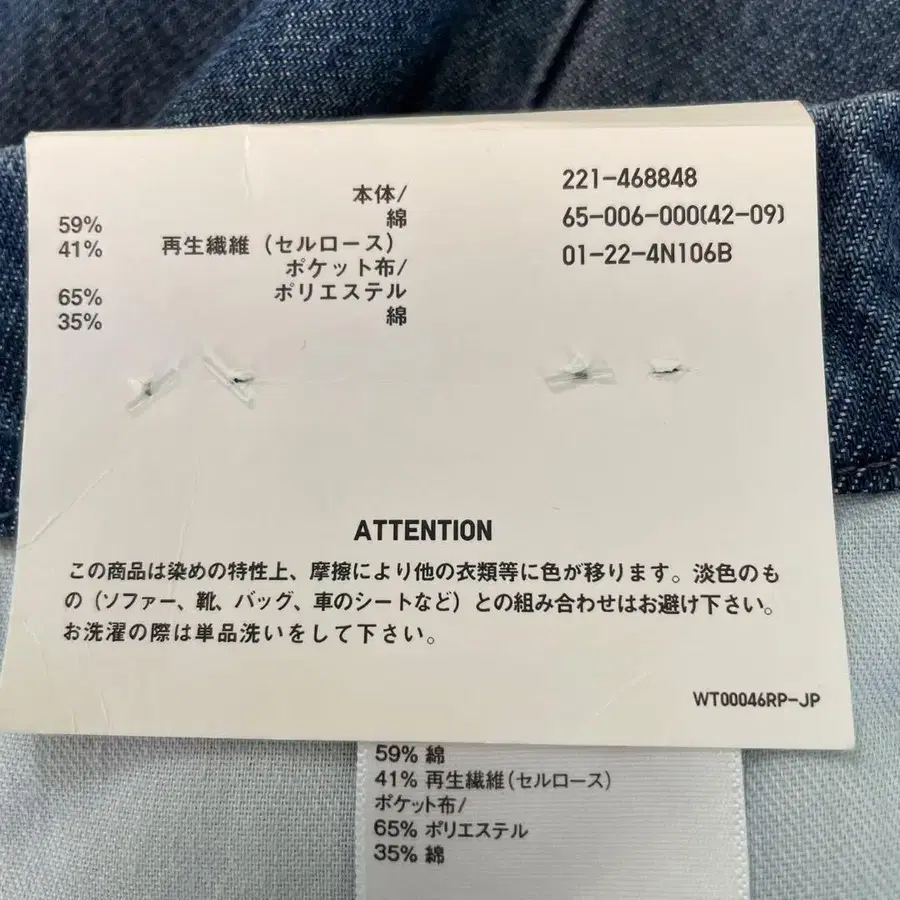 本体/
59% 綿
41% 再生繊維（セルロース）
ポケット布/
65% ポリエステル
35% 綿
221-468848
65-006-000(42-09)
01-22-4N106B
ATTENTION
この商品は染めの特性上、摩擦により他の衣類等に色が移ります。淡色のも
の（ソファー、靴、バッグ、車のシートなど）との組み合わせはお避け下さい。
お洗濯の際は単品洗いをして下さい。
WT00046RP-JP
59% 綿
41% 再生繊維(セルロース)
ポケット布/
65% ポリエステル
35% 綿